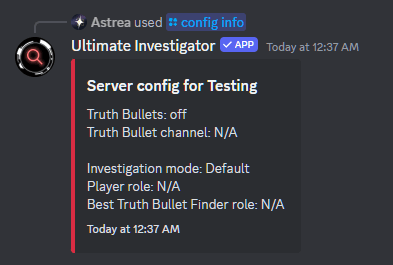 Astrea used config info
Ultimate Investigator ✓ APP Today at 12:37 AM
Server config for Testing
Truth Bullets: off
Truth Bullet channel: N/A
Investigation mode: Default
Player role: N/A
Best Truth Bullet Finder role: N/A
Today at 12:37 AM